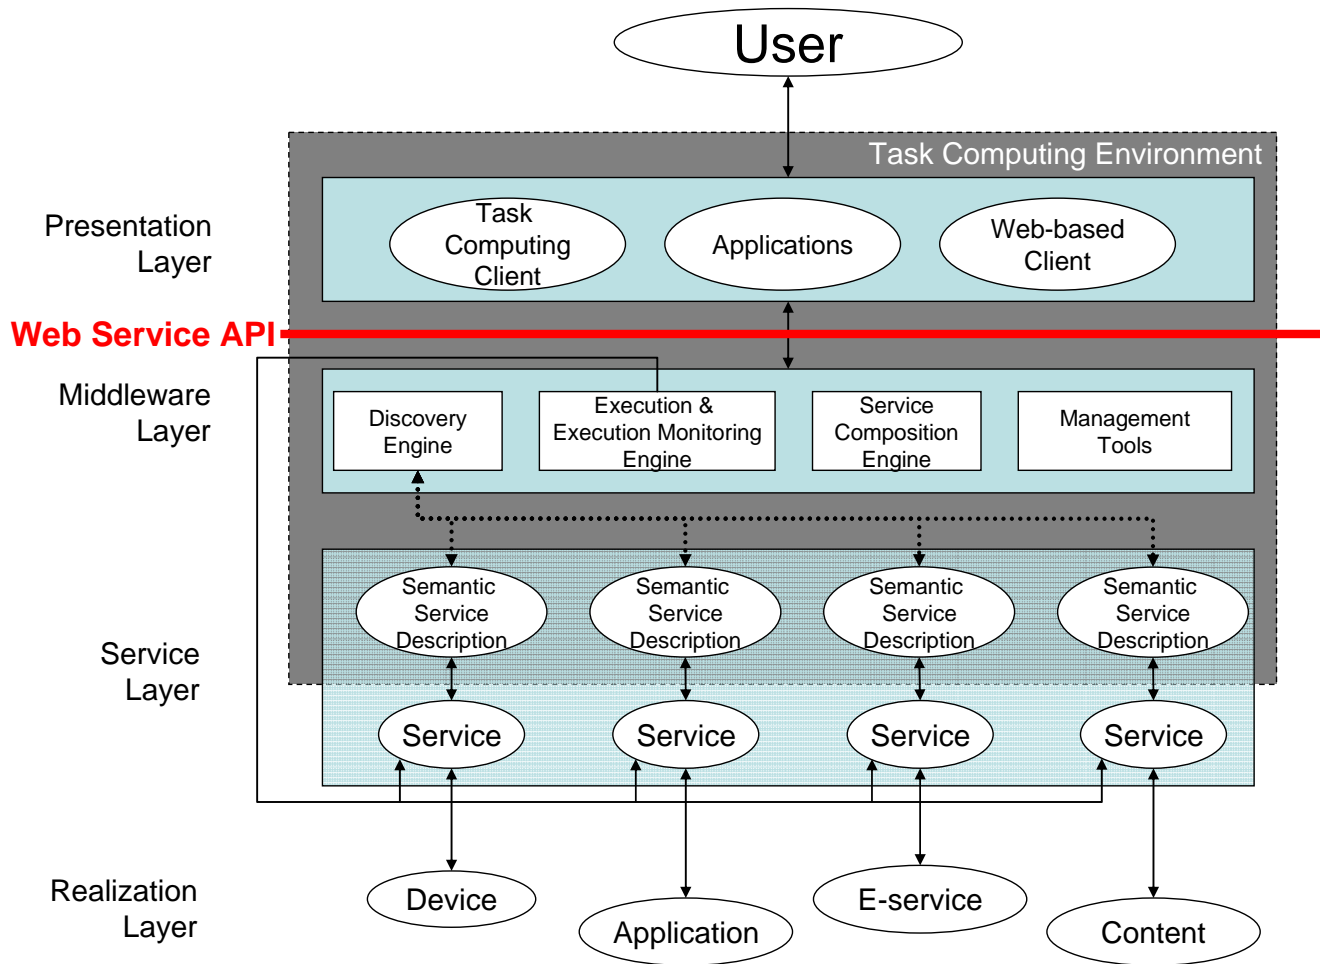 User
Task Computing Environment
Presentation
Layer
Task
Computing
Client
Applications
Web-based
Client
Web Service API
Middleware
Layer
Discovery
Engine
Execution &
Execution Monitoring
Engine
Service
Composition
Engine
Management
Tools
Service
Layer
Semantic
Service
Description
Semantic
Service
Description
Semantic
Service
Description
Semantic
Service
Description
Service
Service
Service
Service
Realization
Layer
Device
Application
E-service
Content